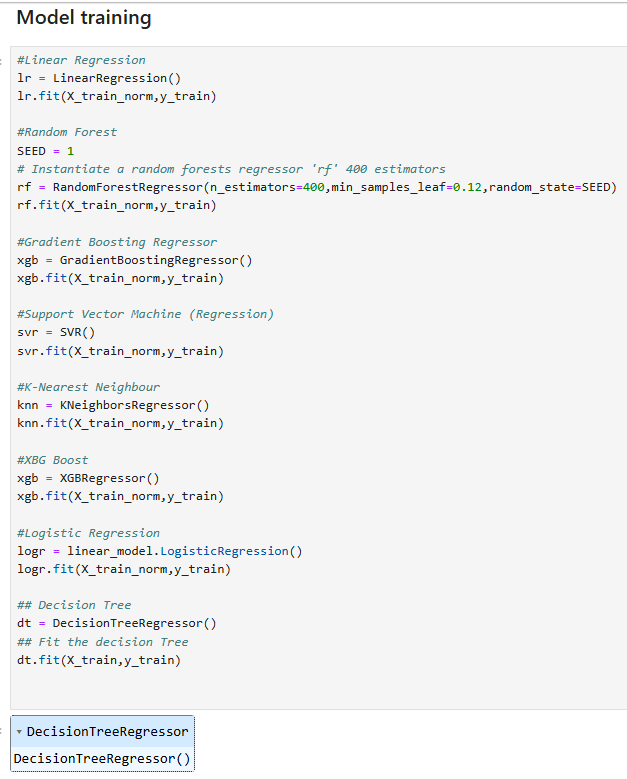 Model training
#Linear Regression
lr = LinearRegression()
lr.fit(X_train_norm,y_train)
#Random Forest
SEED = 1
# Instantiate a random forests regressor 'rf' 400 estimators
rf = RandomForestRegressor(n_estimators=400,min_samples_leaf=0.12,random_state=SEED)
rf.fit(X_train_norm,y_train)
#Gradient Boosting Regressor
xgb = GradientBoostingRegressor()
xgb.fit(X_train_norm,y_train)
#Support Vector Machine (Regression)
svr = SVR()
svr.fit(X_train_norm,y_train)
#K-Nearest Neighbour
knn = KNeighborsRegressor()
knn.fit(X_train_norm,y_train)
#XBG Boost
xgb = XGBRegressor()
xgb.fit(X_train_norm,y_train)
#Logistic Regression
logr = linear_model.LogisticRegression()
logr.fit(X_train_norm,y_train)
## Decision Tree
dt = DecisionTreeRegressor()
## Fit the decision Tree
dt.fit(X_train,y_train)
▾ DecisionTreeRegressor
DecisionTreeRegressor()